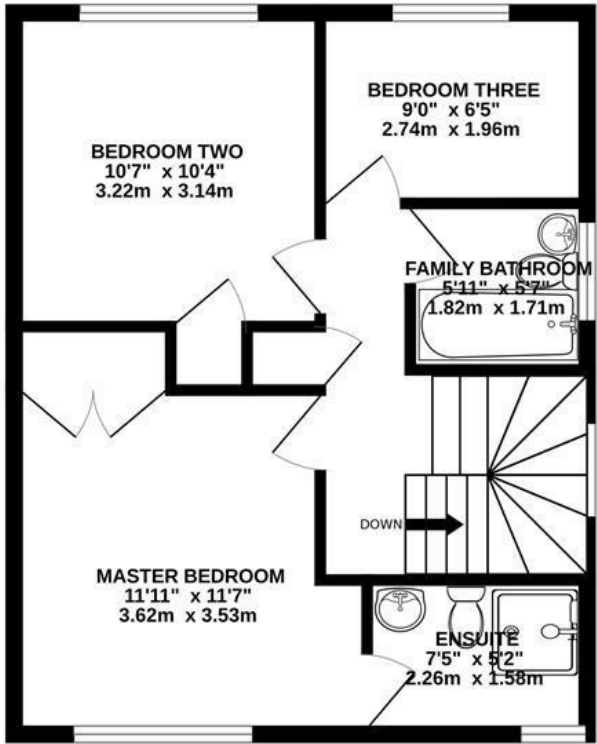 BEDROOM THREE
9'0" x 6'5"
2.74m x 1.96m
BEDROOM TWO
10'7" x 10'4"
3.22m x 3.14m
FAMILY BATHROOM
5'11" x 5'7"
1.82m x 1.71m
DOWN
MASTER BEDROOM
11'11" x 11'7"
3.62m x 3.53m
ENSUITE
7'5" x 5'2"
2.26m x 1.58m